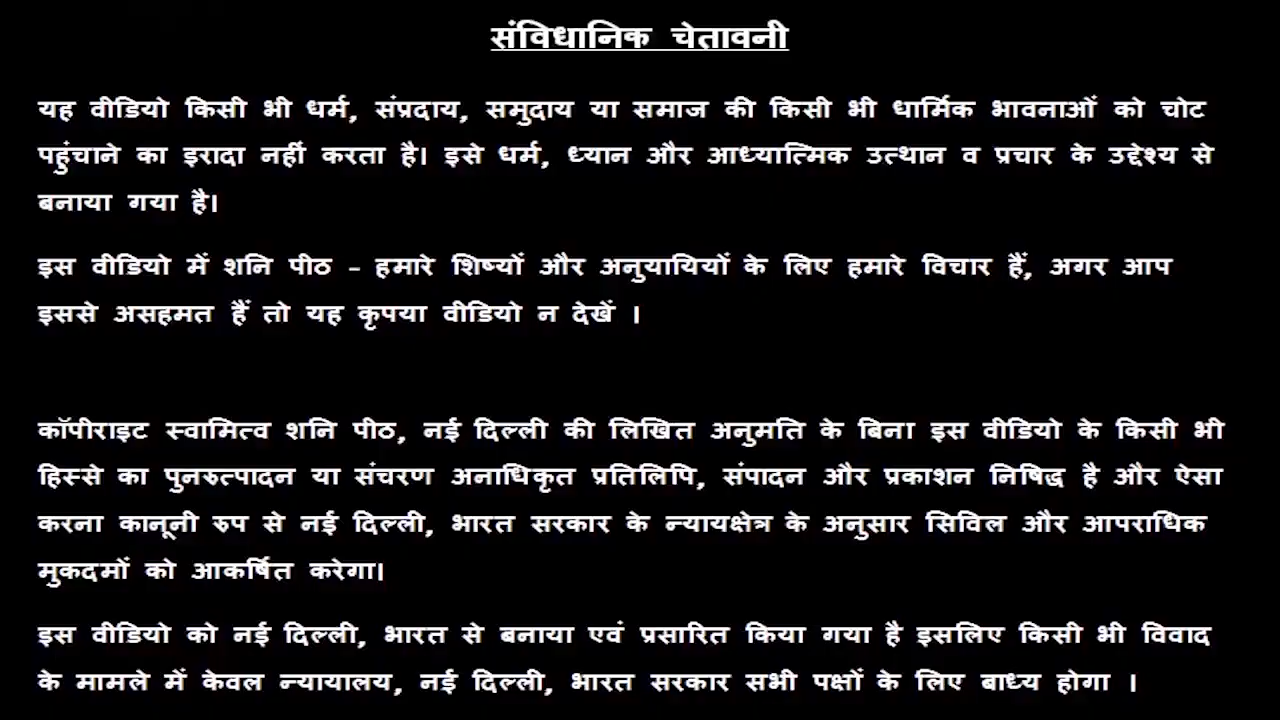 संविधानिक चेतावनी
यह वीडियो किसी भी धर्म, संप्रदाय, समुदाय या समाज की किसी भी धार्मिक भावनाओं को चोट
पहुंचाने का इरादा नहीं करता है। इसे धर्म, ध्यान और आध्यात्मिक उत्थान व प्रचार के उद्देश्य से
बनाया गया है।
इस वीडियो में शनि पीठ – हमारे शिष्यों और अनुयायियों के लिए हमारे विचार हैं, अगर आप
इससे असहमत हैं तो यह कृपया वीडियो न देखें ।
कॉपीराइट स्वामित्व शनि पीठ, नई दिल्ली की लिखित अनुमति के बिना इस वीडियो के किसी भी
हिस्से का पुनरुत्पादन या संचरण अनाधिकृत प्रतिलिपि, संपादन और प्रकाशन निषिद्ध है और ऐसा
करना कानूनी रुप से नई दिल्ली, भारत सरकार के न्यायक्षेत्र के अनुसार सिविल और आपराधिक
मुकदमों को आकर्षित करेगा।
इस वीडियो को नई दिल्ली, भारत से बनाया एवं प्रसारित किया गया है इसलिए किसी भी विवाद
के मामले में केवल न्यायालय, नई दिल्ली, भारत सरकार सभी पक्षों के लिए बाध्य होगा ।